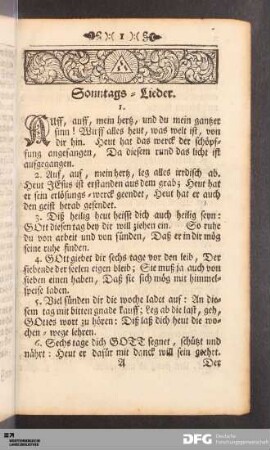 1
Sonntags-Lieder.
1.
AUff, auff, mein hertz, und du mein gantzer
sinn! Wirff alles heut, was welt ist, von
dir hin. Heut hat das werck der schöpf-
fung angefangen, Da diesem rund das licht ist
auffgegangen.
2. Auf, auf, mein hertz, leg alles irrdisch ab.
Heut JEsus ist erstanden aus dem grab; Heut hat
er sein erlösungs-werck geendet, Heut hat er auch
den geist herab gesendet.
3. Diß heilig heut heisst dich auch heilig seyn:
GOtt diesen tag bey dir will ziehen ein. So ruhe
du von arbeit und von sünden, Daß er in dir mög
seine ruhe finden.
4. GOtt giebet dir sechs tage vor den leib, Der
siebende der seelen eigen bleib; Sie muß ja auch von
sieben einen haben, Daß sie sich mög mit himmel-
speise laben.
5. Viel sünden dir die woche ladet auf: An die-
sem tag mit bitten gnade kauff; Leg ab die last, geh,
GOttes wort zu hören: Diß laß dich heut die wo-
chen-wege lehren.
6. Sechs tage dich GOTT segnet, schützt und
nährt: Heut er dafür mit danck will sein geehrt.
A Der
DFG Deutsche
Forschungsgemeinschaft